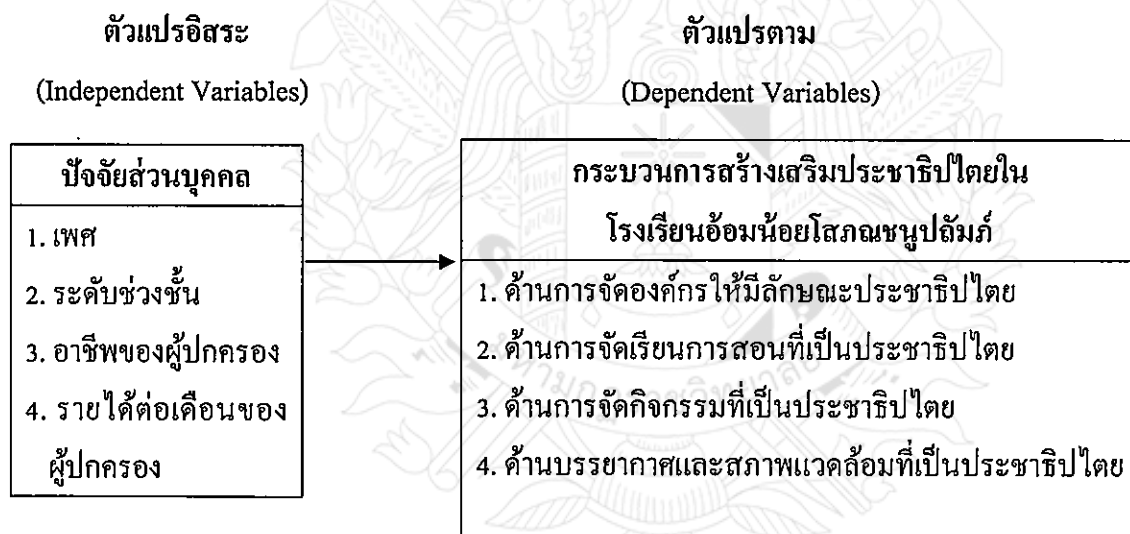 ตัวแปรอิสระ
(Independent Variables)
ปัจจัยส่วนบุคคล
1. เพศ
2. ระดับช่วงชั้น
3. อาชีพของผู้ปกครอง
4. รายได้ต่อเดือนของ
ผู้ปกครอง
ตัวแปรตาม
(Dependent Variables)
กระบวนการสร้างเสริมประชาธิปไตยใน
โรงเรียนอ้อมน้อยโสภณชนูปถัมภ์
1. ด้านการจัดองค์กรให้มีลักษณะประชาธิปไตย
2. ด้านการจัดเรียนการสอนที่เป็นประชาธิปไตย
3. ด้านการจัดกิจกรรมที่เป็นประชาธิปไตย
4. ด้านบรรยากาศและสภาพแวดล้อมที่เป็นประชาธิปไตย